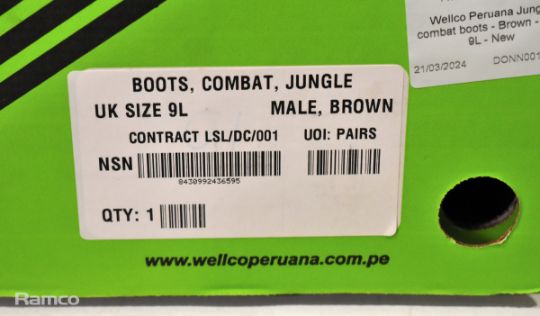 Wellco Peruana Jung
combat boots - Brown -
9L - New
21/03/2024 DONN001
BOOTS, COMBAT, JUNGLE
UK SIZE 9L MALE, BROWN
CONTRACT LSL/DC/001 UOI: PAIRS
NSN
8430992436595
QTY: 1
www.wellcoperuana.com.pe
Ramco